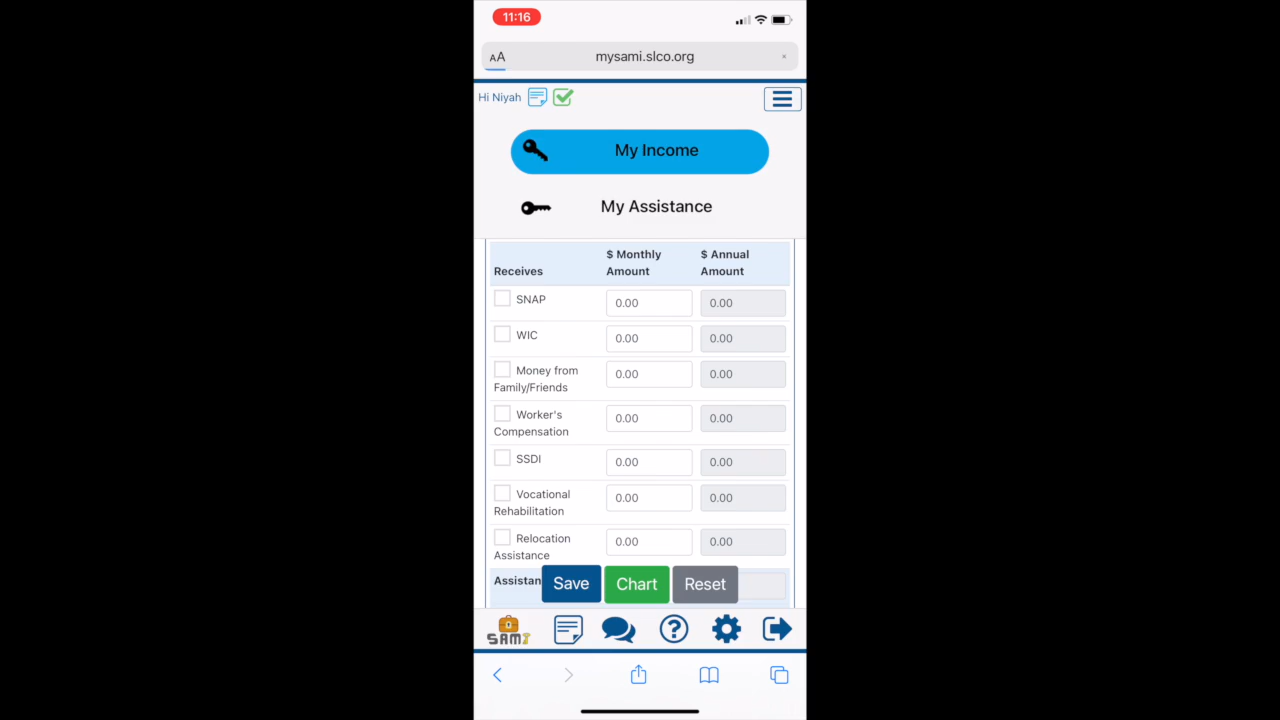 11:16
AA mysami.slco.org
Hi Niyah
My Income
My Assistance
Receives $ Monthly Amount $ Annual Amount
SNAP 0.00 0.00
WIC 0.00 0.00
Money from Family/Friends 0.00 0.00
Worker's Compensation 0.00 0.00
SSDI 0.00 0.00
Vocational Rehabilitation 0.00 0.00
Relocation Assistance 0.00 0.00
Assistan
Save Chart Reset
SAMI